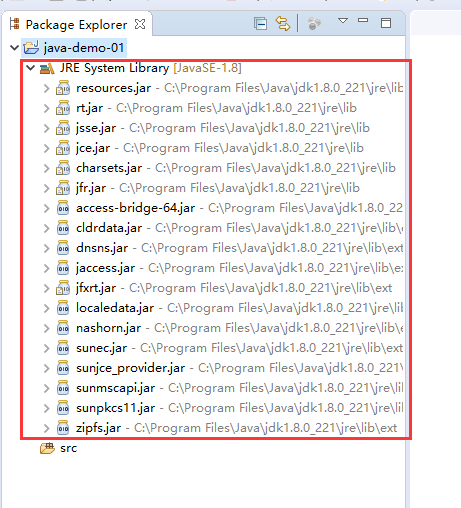 Package Explorer
java-demo-01
JRE System Library [JavaSE-1.8]
resources.jar - C:\Program Files\Java\jdk1.8.0_221\jre\lib
rt.jar - C:\Program Files\Java\jdk1.8.0_221\jre\lib
jsse.jar - C:\Program Files\Java\jdk1.8.0_221\jre\lib
jce.jar - C:\Program Files\Java\jdk1.8.0_221\jre\lib
charsets.jar - C:\Program Files\Java\jdk1.8.0_221\jre\lib
jfr.jar - C:\Program Files\Java\jdk1.8.0_221\jre\lib
access-bridge-64.jar - C:\Program Files\Java\jdk1.8.0_22
cldrdata.jar - C:\Program Files\Java\jdk1.8.0_221\jre\lib\e
dnsns.jar - C:\Program Files\Java\jdk1.8.0_221\jre\lib\ext
jaccess.jar - C:\Program Files\Java\jdk1.8.0_221\jre\lib\ex
jfxrt.jar - C:\Program Files\Java\jdk1.8.0_221\jre\lib\ext
localedata.jar - C:\Program Files\Java\jdk1.8.0_221\jre\lib
nashorn.jar - C:\Program Files\Java\jdk1.8.0_221\jre\lib\e
sunec.jar - C:\Program Files\Java\jdk1.8.0_221\jre\lib\ext
sunjce_provider.jar - C:\Program Files\Java\jdk1.8.0_221
sunmscapi.jar - C:\Program Files\Java\jdk1.8.0_221\jre\lib
sunpkcs11.jar - C:\Program Files\Java\jdk1.8.0_221\jre\lib
zipfs.jar - C:\Program Files\Java\jdk1.8.0_221\jre\lib\ext
src